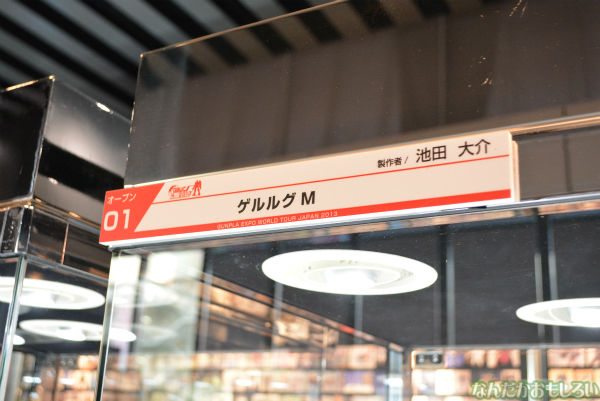 オープン
01
製作者/ 池田 大介
ゲルルグM
GUNPLA EXPO WORLD TOUR JAPAN 2013
なんだかおもしろい